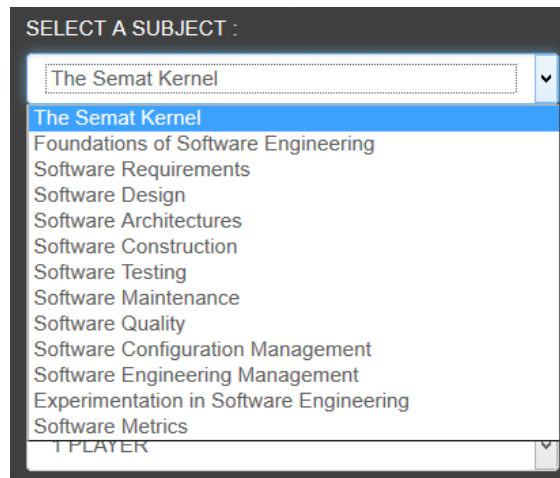 SELECT A SUBJECT :
The Semat Kernel
The Semat Kernel
Foundations of Software Engineering
Software Requirements
Software Design
Software Architectures
Software Construction
Software Testing
Software Maintenance
Software Quality
Software Configuration Management
Software Engineering Management
Experimentation in Software Engineering
Software Metrics
1 PLAYER